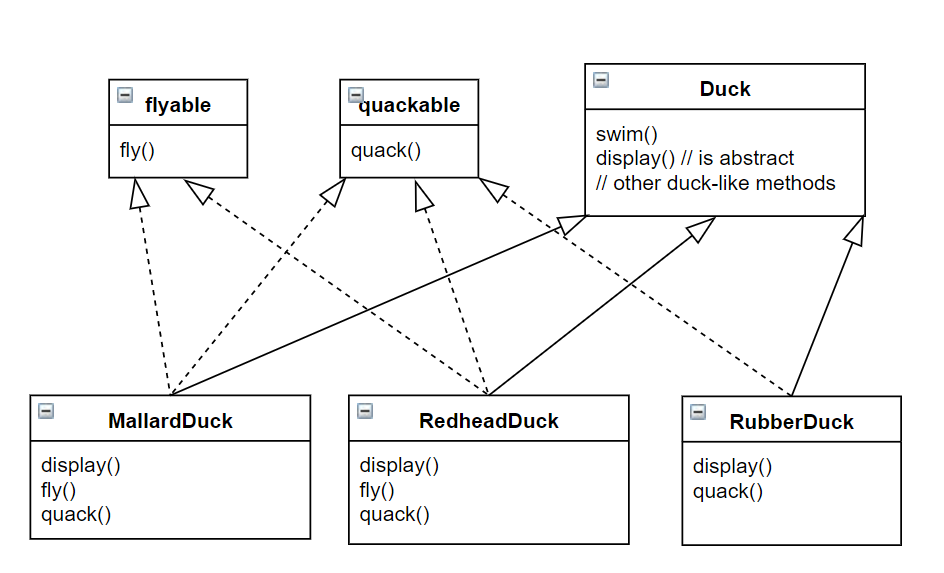 flyable
fly()
quackable
quack()
Duck
swim()
display() // is abstract
// other duck-like methods
MallardDuck
display()
fly()
quack()
RedheadDuck
display()
fly()
quack()
RubberDuck
display()
quack()